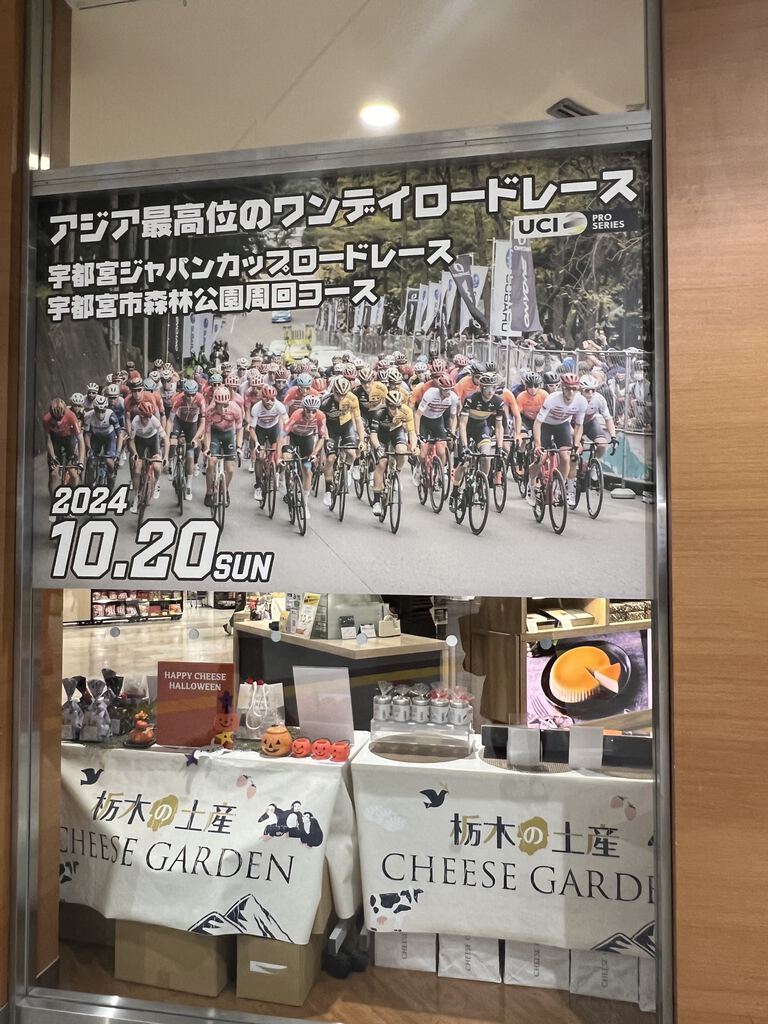 アジア最高位のワンデイロードレース
UCI PRO SERIES
宇都宮ジャパンカップロードレース
宇都宮市森林公園周回コース
SUBARU
2024
10.20 SUN
HAPPY CHEESE
HALLOWEEN
栃木の土産
CHEESE GARDEN
栃木の土産
CHEESE GARDE